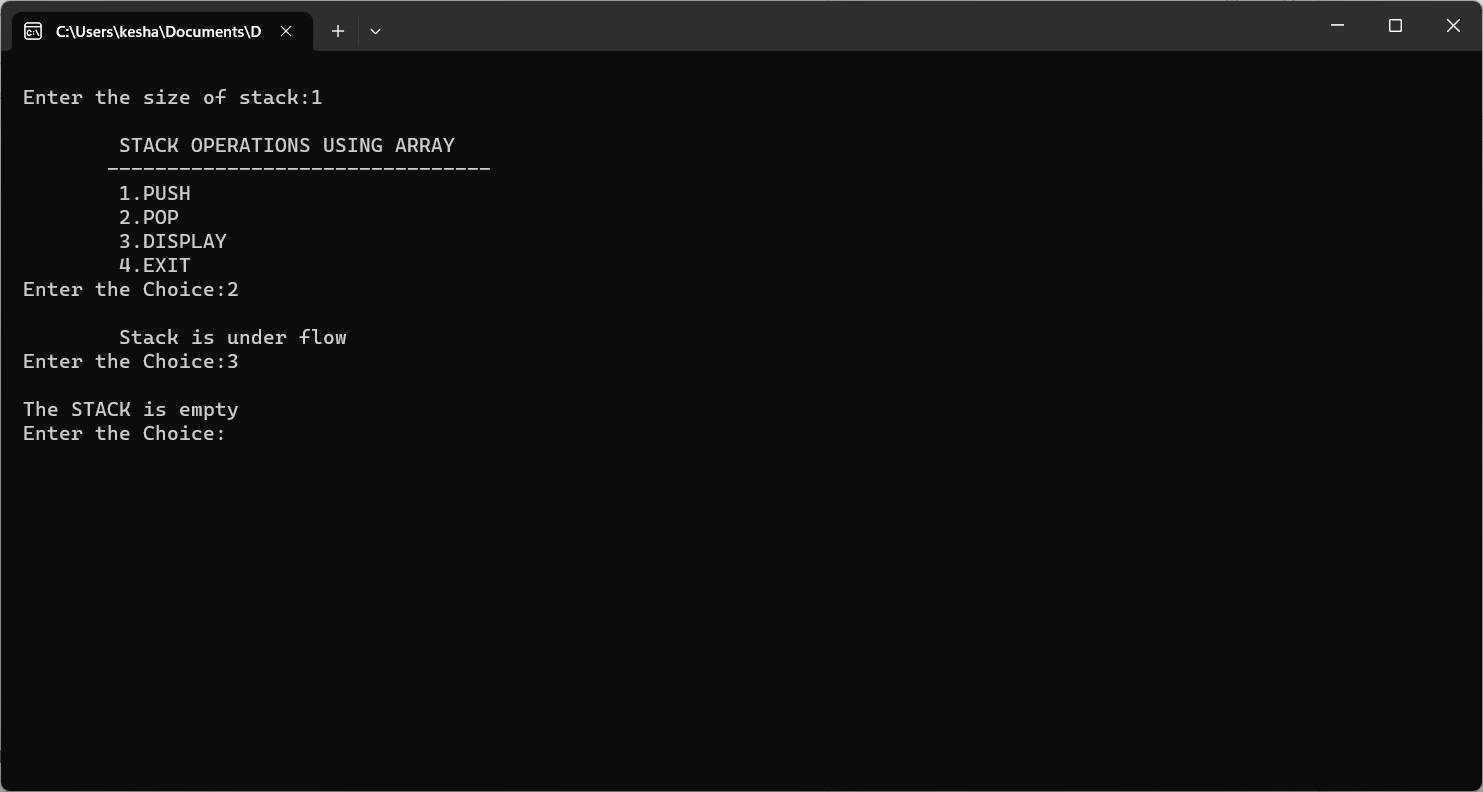 C:\Users\kesha\Documents\D
Enter the size of stack:1
STACK OPERATIONS USING ARRAY
--------------------------------
1.PUSH
2.POP
3.DISPLAY
4.EXIT
Enter the Choice:2
Stack is under flow
Enter the Choice:3
The STACK is empty
Enter the Choice: